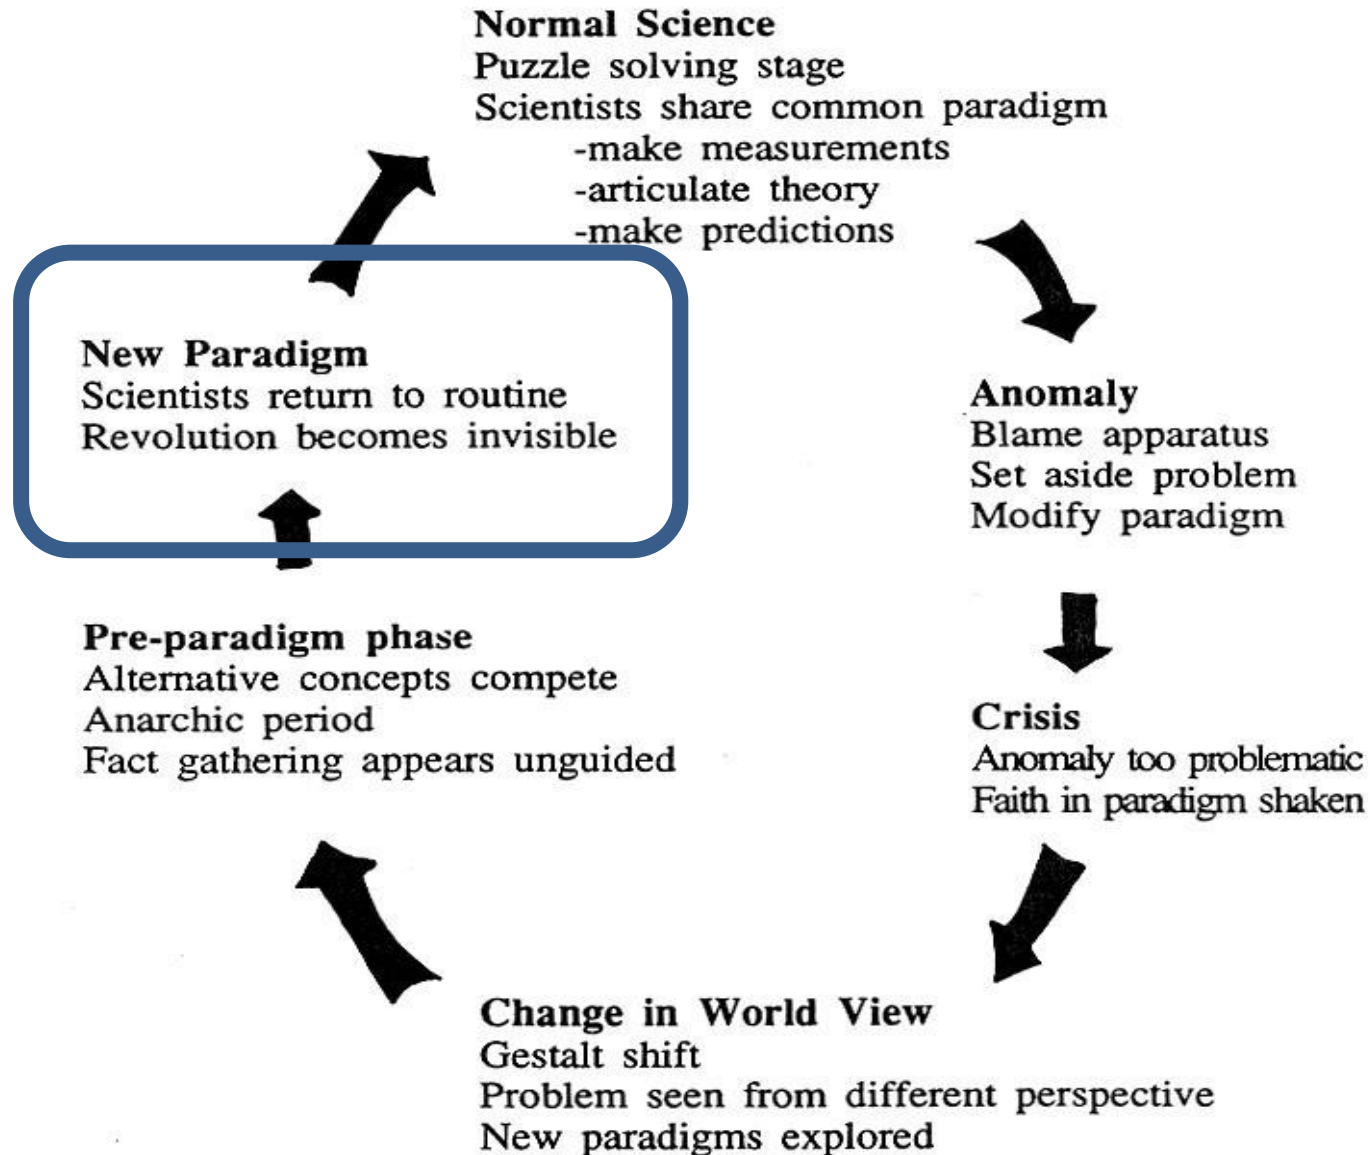 Normal Science
Puzzle solving stage
Scientists share common paradigm
-make measurements
-articulate theory
-make predictions
Anomaly
Blame apparatus
Set aside problem
Modify paradigm
Crisis
Anomaly too problematic
Faith in paradigm shaken
Change in World View
Gestalt shift
Problem seen from different perspective
New paradigms explored
Pre-paradigm phase
Alternative concepts compete
Anarchic period
Fact gathering appears unguided
New Paradigm
Scientists return to routine
Revolution becomes invisible